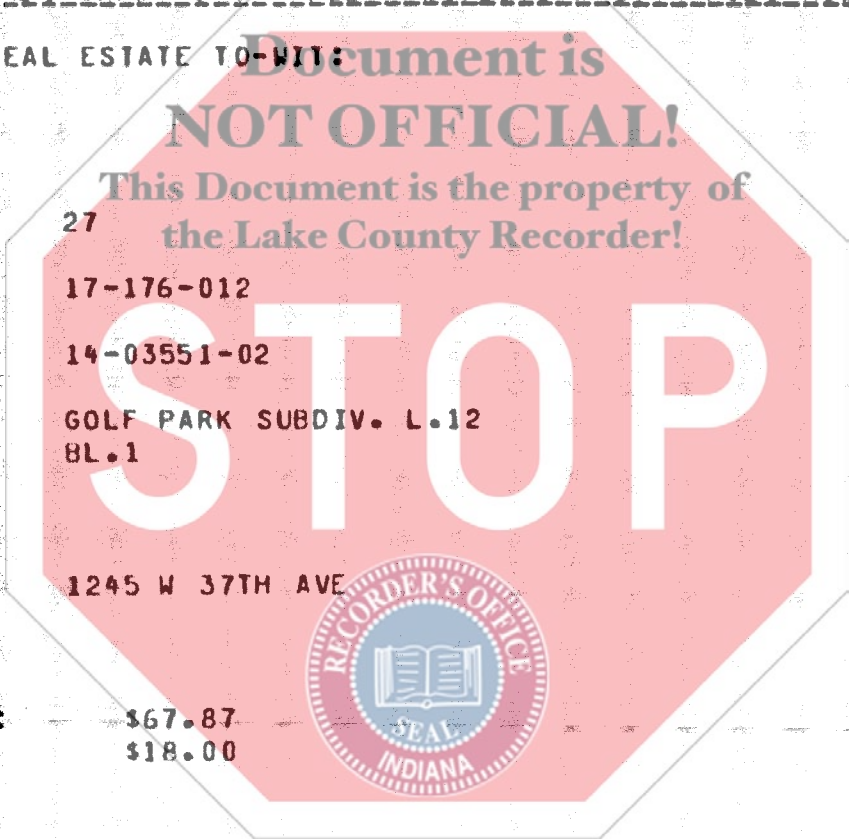 EAL ESTATE TO-WIT:
Document is
NOT OFFICIAL!
This Document is the property of
the Lake County Recorder!
27
17-176-012
14-03551-02
STOP
GOLF PARK SUBDIV. L.12
BL.1
1245 W 37TH AVE
RECORDER'S OFFICE
SEAL
INDIANA
: $67.87
$18.00